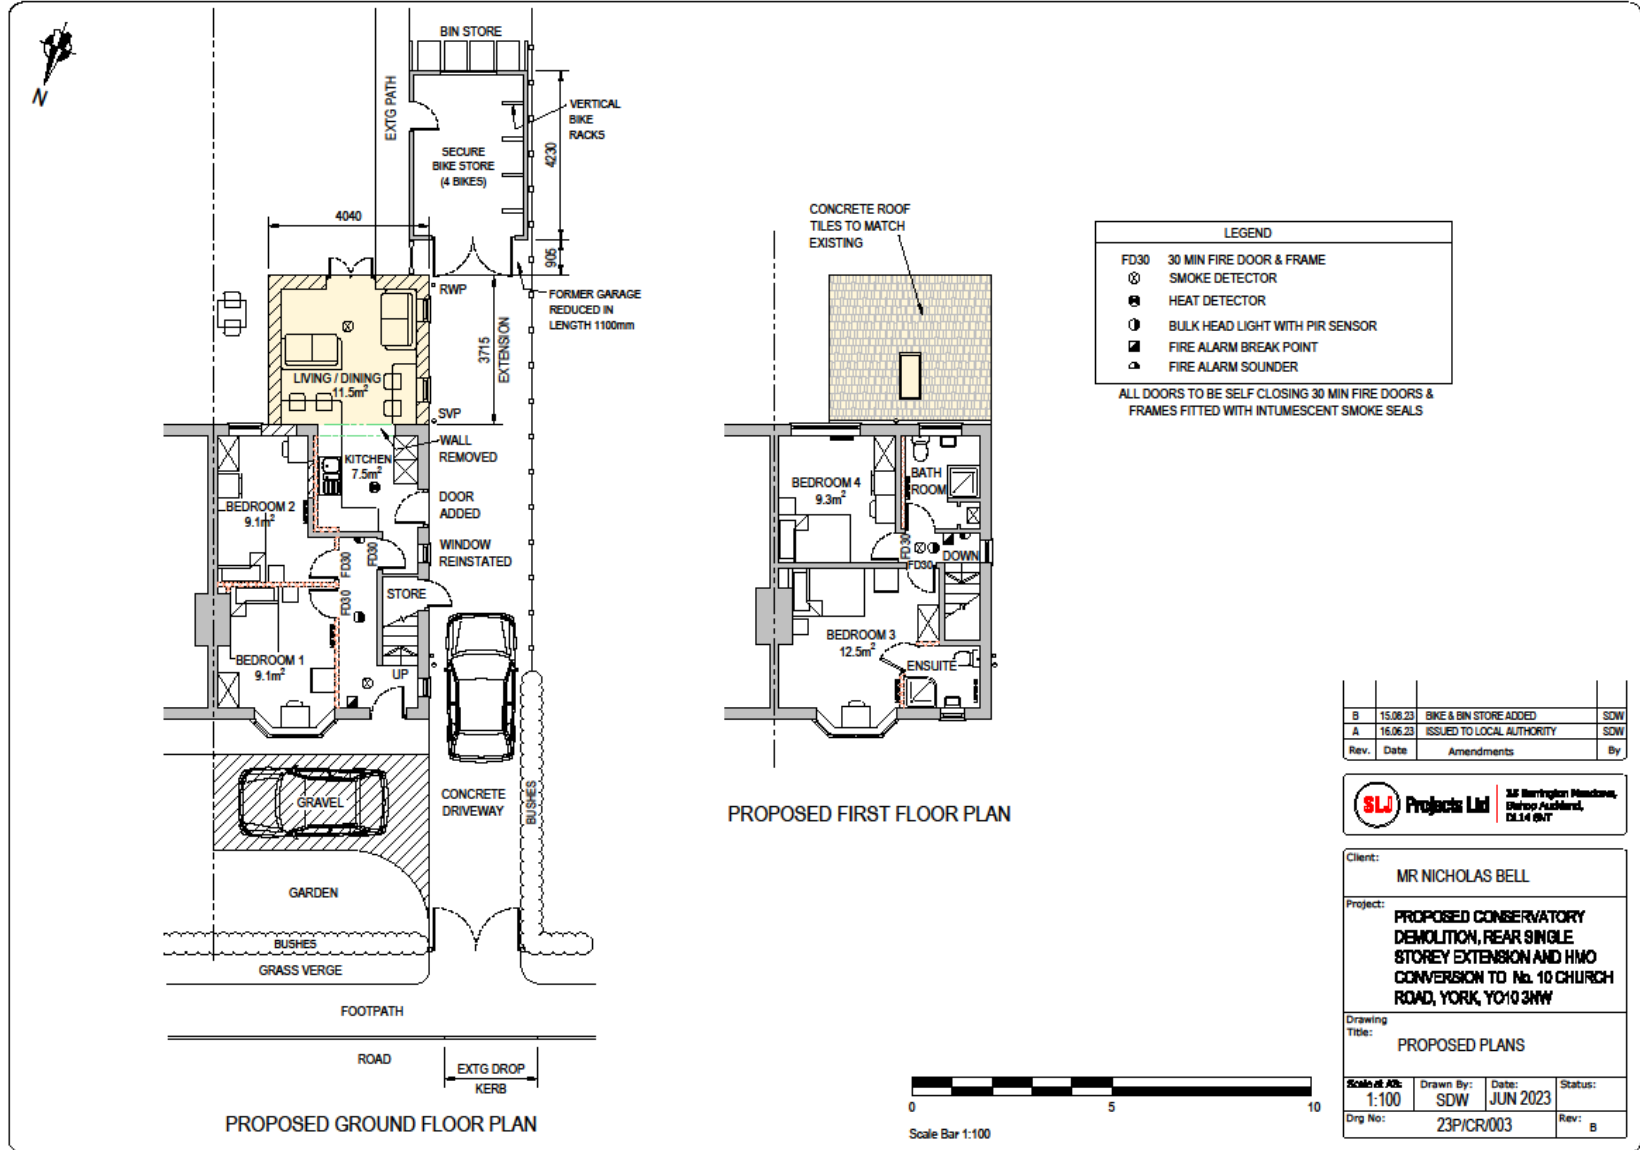 N
BIN STORE
EXTG PATH
VERTICAL
BIKE
RACKS
SECURE
BIKE STORE
(4 BIKES)
4230
905
4040
RWP
FORMER GARAGE
REDUCED IN
LENGTH 1100mm
3715
EXTENSION
LIVING / DINING
11.5m²
SVP
WALL
REMOVED
KITCHEN
7.5m²
DOOR
ADDED
BEDROOM 2
9.1m²
WINDOW
REINSTATED
FD30
FD30
FD30
STORE
BEDROOM 1
9.1m²
UP
GRAVEL
CONCRETE
DRIVEWAY
BUSHES
GARDEN
BUSHES
GRASS VERGE
FOOTPATH
ROAD
EXTG DROP
KERB
PROPOSED GROUND FLOOR PLAN
CONCRETE ROOF
TILES TO MATCH
EXISTING
BEDROOM 4
9.3m²
BATH
ROOM
FD30
DOWN
FD30
BEDROOM 3
12.5m²
ENSUITE
PROPOSED FIRST FLOOR PLAN
LEGEND
FD30 30 MIN FIRE DOOR & FRAME
SMOKE DETECTOR
HEAT DETECTOR
BULK HEAD LIGHT WITH PIR SENSOR
FIRE ALARM BREAK POINT
FIRE ALARM SOUNDER
ALL DOORS TO BE SELF CLOSING 30 MIN FIRE DOORS &
FRAMES FITTED WITH INTUMESCENT SMOKE SEALS
0 5 10
Scale Bar 1:100
B 15.08.23 BIKE & BIN STORE ADDED SDW
A 16.06.23 ISSUED TO LOCAL AUTHORITY SDW
Rev. Date Amendments By
SLJ Projects Ltd
Bishop Auckland,
Client:
MR NICHOLAS BELL
Project:
PROPOSED CONSERVATORY
DEMOLITION, REAR SINGLE
STOREY EXTENSION AND HMO
CONVERSION TO No. 10 CHURCH
ROAD, YORK, YO10 3NW
Drawing
Title:
PROPOSED PLANS
Scale at A3:
1:100
Drawn By:
SDW
Date:
JUN 2023
Status:
Drg No:
23P/CR/003
Rev: B